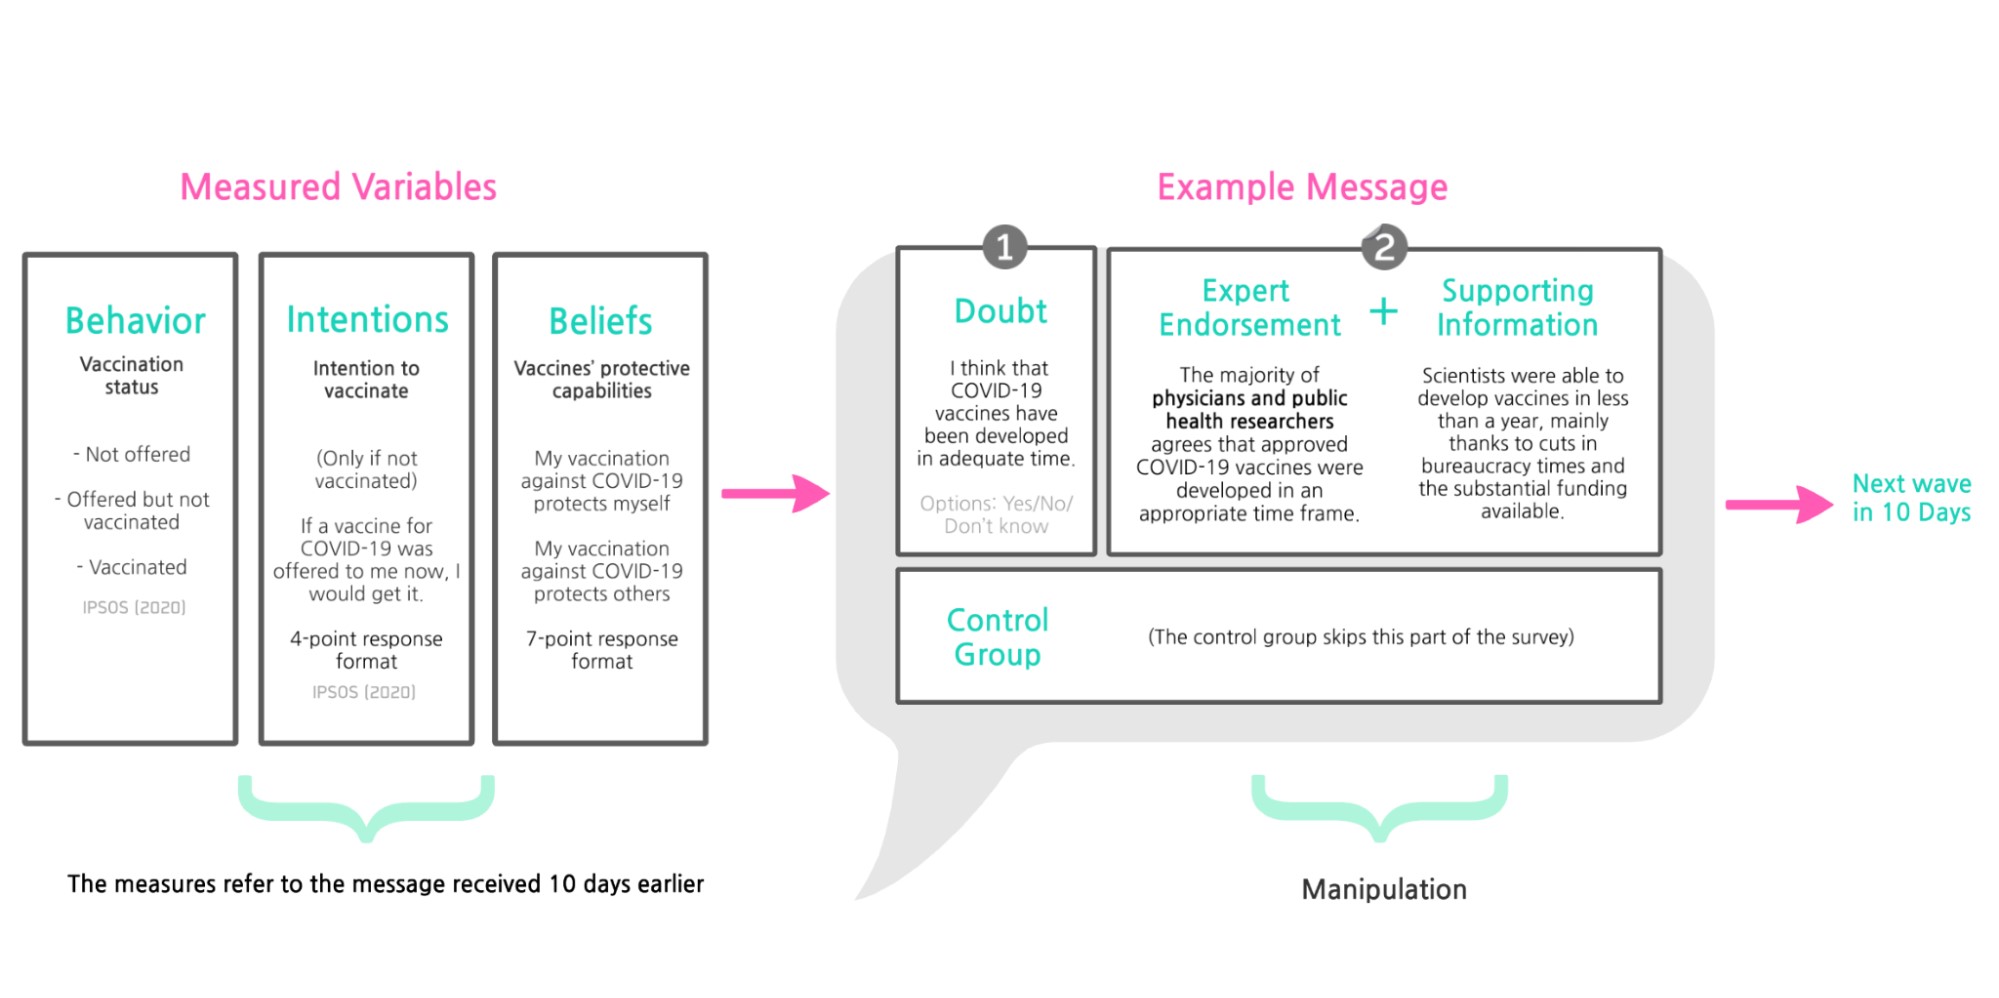 Measured Variables
Behavior
Vaccination
status
- Not offered
- Offered but not
vaccinated
- Vaccinated
IPSOS (2020)
Intentions
Intention to
vaccinate
(Only if not
vaccinated)
If a vaccine for
COVID-19 was
offered to me now, I
would get it.
4-point response
format
IPSOS (2020)
Beliefs
Vaccines' protective
capabilities
My vaccination
against COVID-19
protects myself
My vaccination
against COVID-19
protects others
7-point response
format
The measures refer to the message received 10 days earlier
Example Message
1
Doubt
I think that
COVID-19
vaccines have
been developed
in adequate time.
Options: Yes/No/
Don't know
2
Expert
Endorsement
The majority of
physicians and public
health researchers
agrees that approved
COVID-19 vaccines were
developed in an
appropriate time frame.
+
Supporting
Information
Scientists were able to
develop vaccines in less
than a year, mainly
thanks to cuts in
bureaucracy times and
the substantial funding
available.
Control
Group
(The control group skips this part of the survey)
Manipulation
Next wave
in 10 Days